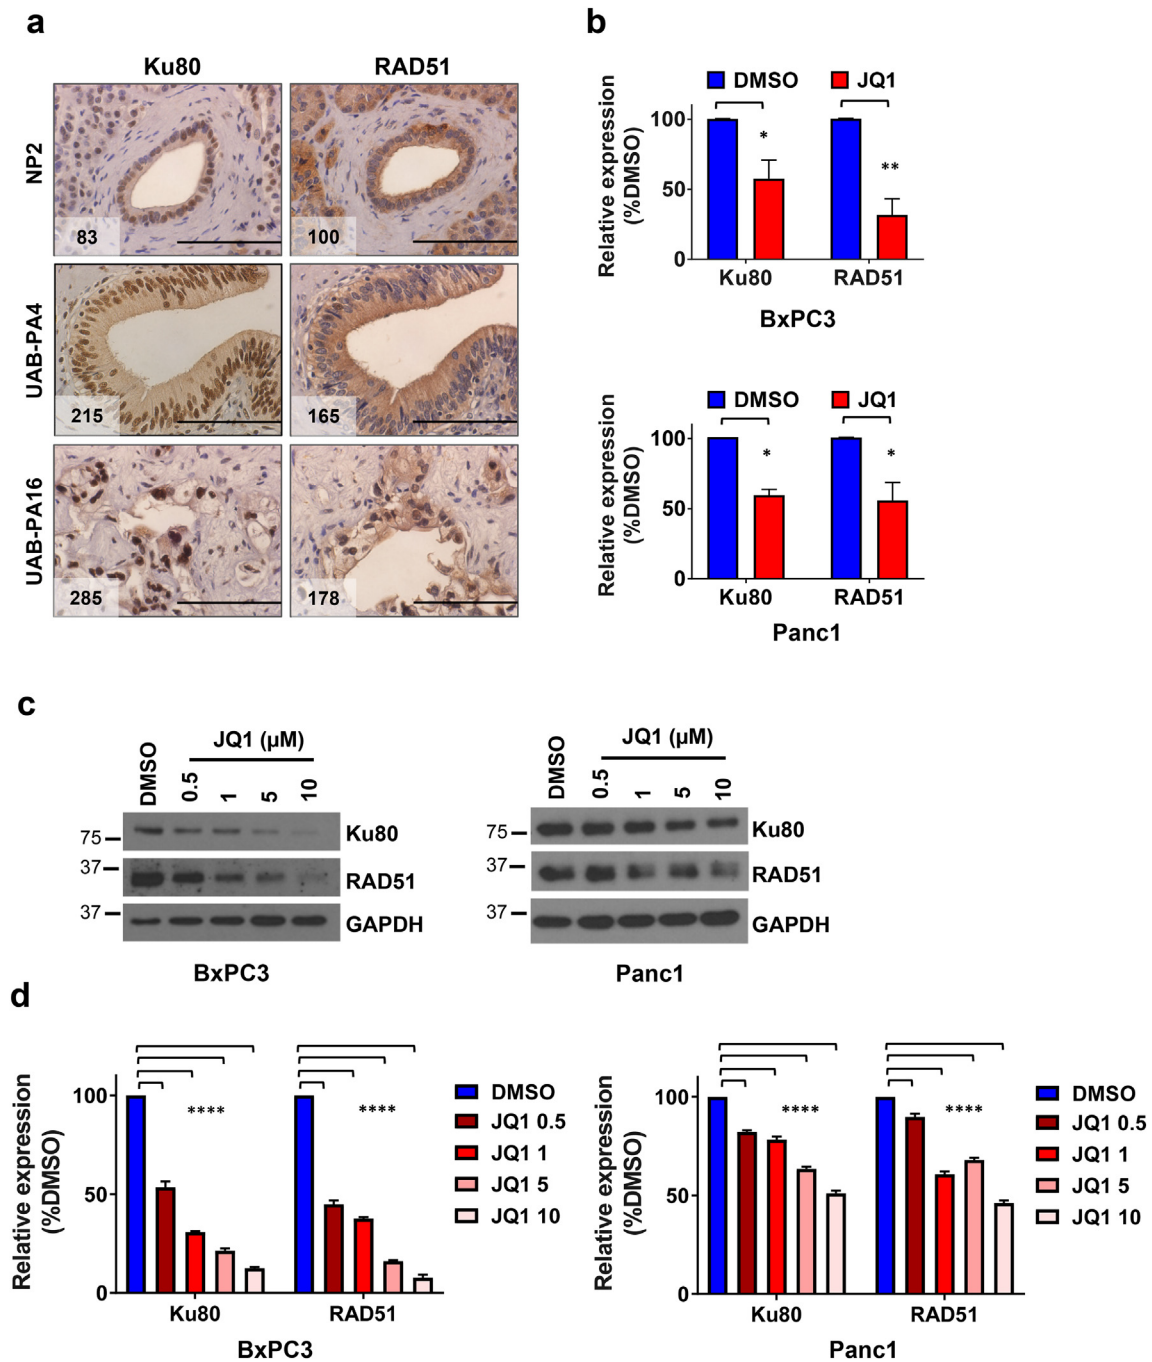 a
Ku80
RAD51
NP2
83
100
UAB-PA4
215
165
UAB-PA16
285
178
b
DMSO
JQ1
Relative expression
(%DMSO)
100
*
**
50
0
Ku80
RAD51
BxPC3
DMSO
JQ1
Relative expression
(%DMSO)
100
*
*
50
0
Ku80
RAD51
Panc1
c
JQ1 (µM)
DMSO
0.5
1
5
10
75
Ku80
37
RAD51
37
GAPDH
BxPC3
JQ1 (µM)
DMSO
0.5
1
5
10
75
Ku80
37
RAD51
37
GAPDH
Panc1
d
Relative expression
(%DMSO)
100
****
****
50
0
Ku80
RAD51
BxPC3
DMSO
JQ1 0.5
JQ1 1
JQ1 5
JQ1 10
Relative expression
(%DMSO)
100
****
****
50
0
Ku80
RAD51
Panc1
DMSO
JQ1 0.5
JQ1 1
JQ1 5
JQ1 10